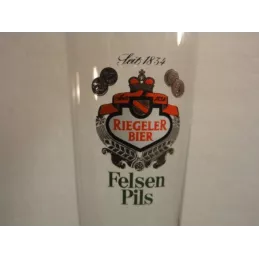 Seit 1834
RIEGELER
BIER
Felsen
Pils